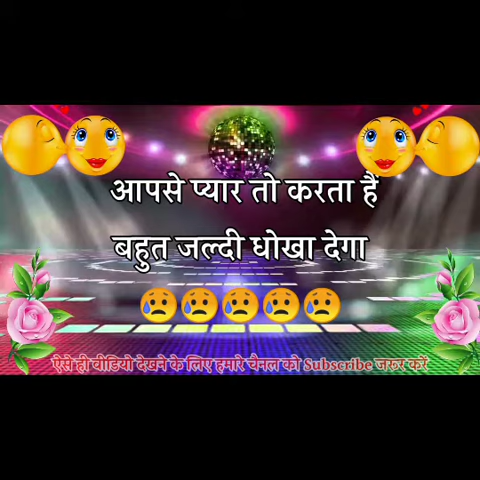 आपसे प्यार तो करता हैं
बहुत जल्दी धोखा देगा
ऐसे ही वीडियो देखने के लिए हमारे चैनल को Subscribe जरुर करें